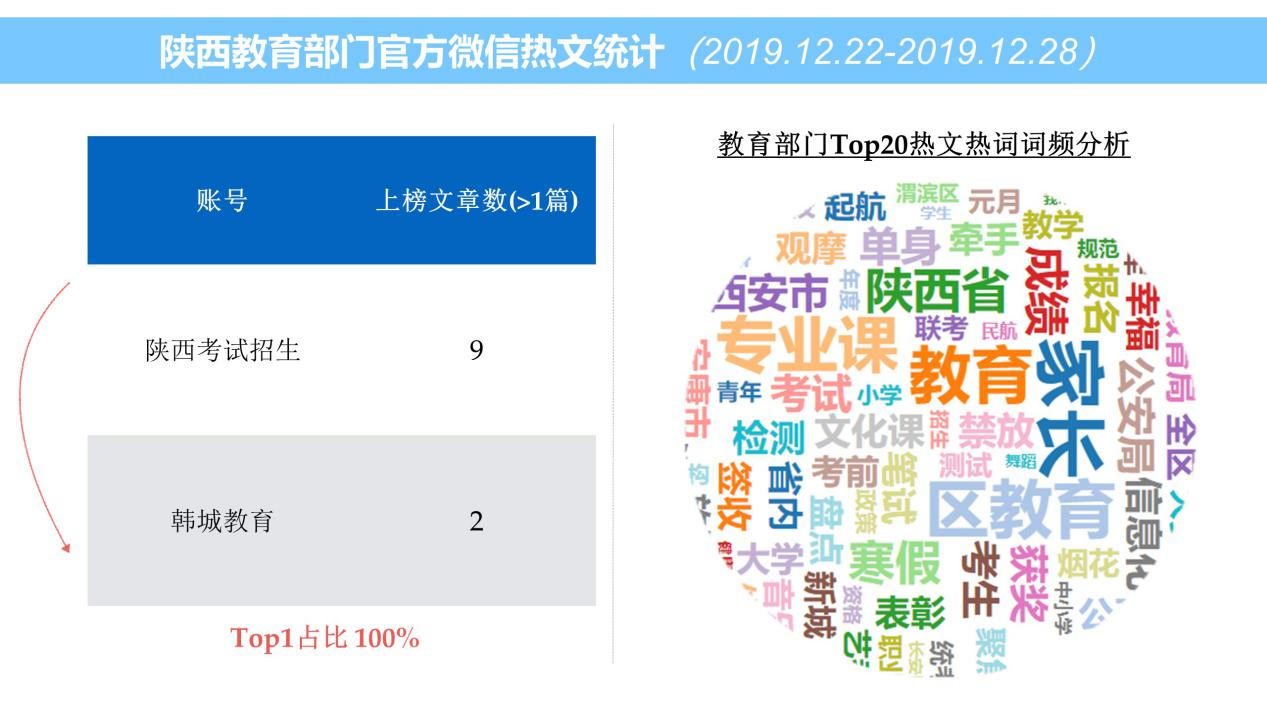 陕西教育部门官方微信热文统计（2019.12.22-2019.12.28）
账号 上榜文章数(>1篇)
陕西考试招生 9
韩城教育 2
Top1占比 100%
教育部门Top20热文热词词频分析
起航
渭滨区
学生
元月
教学
观摩
单身
牵手
规范
西安市
年度
陕西省
成绩
报名
幸福
专业课
联考
民航
教育
家长
教育局
安康市
青年
考试
小学
公安局
全区
检测
文化课
招生
禁放
测试
舞蹈
签收
省内
考前
笔试
区教育
信息化
盘点
政策
大学
寒假
考生
获奖
烟花
新城
资格
表彰
中小学
聚焦